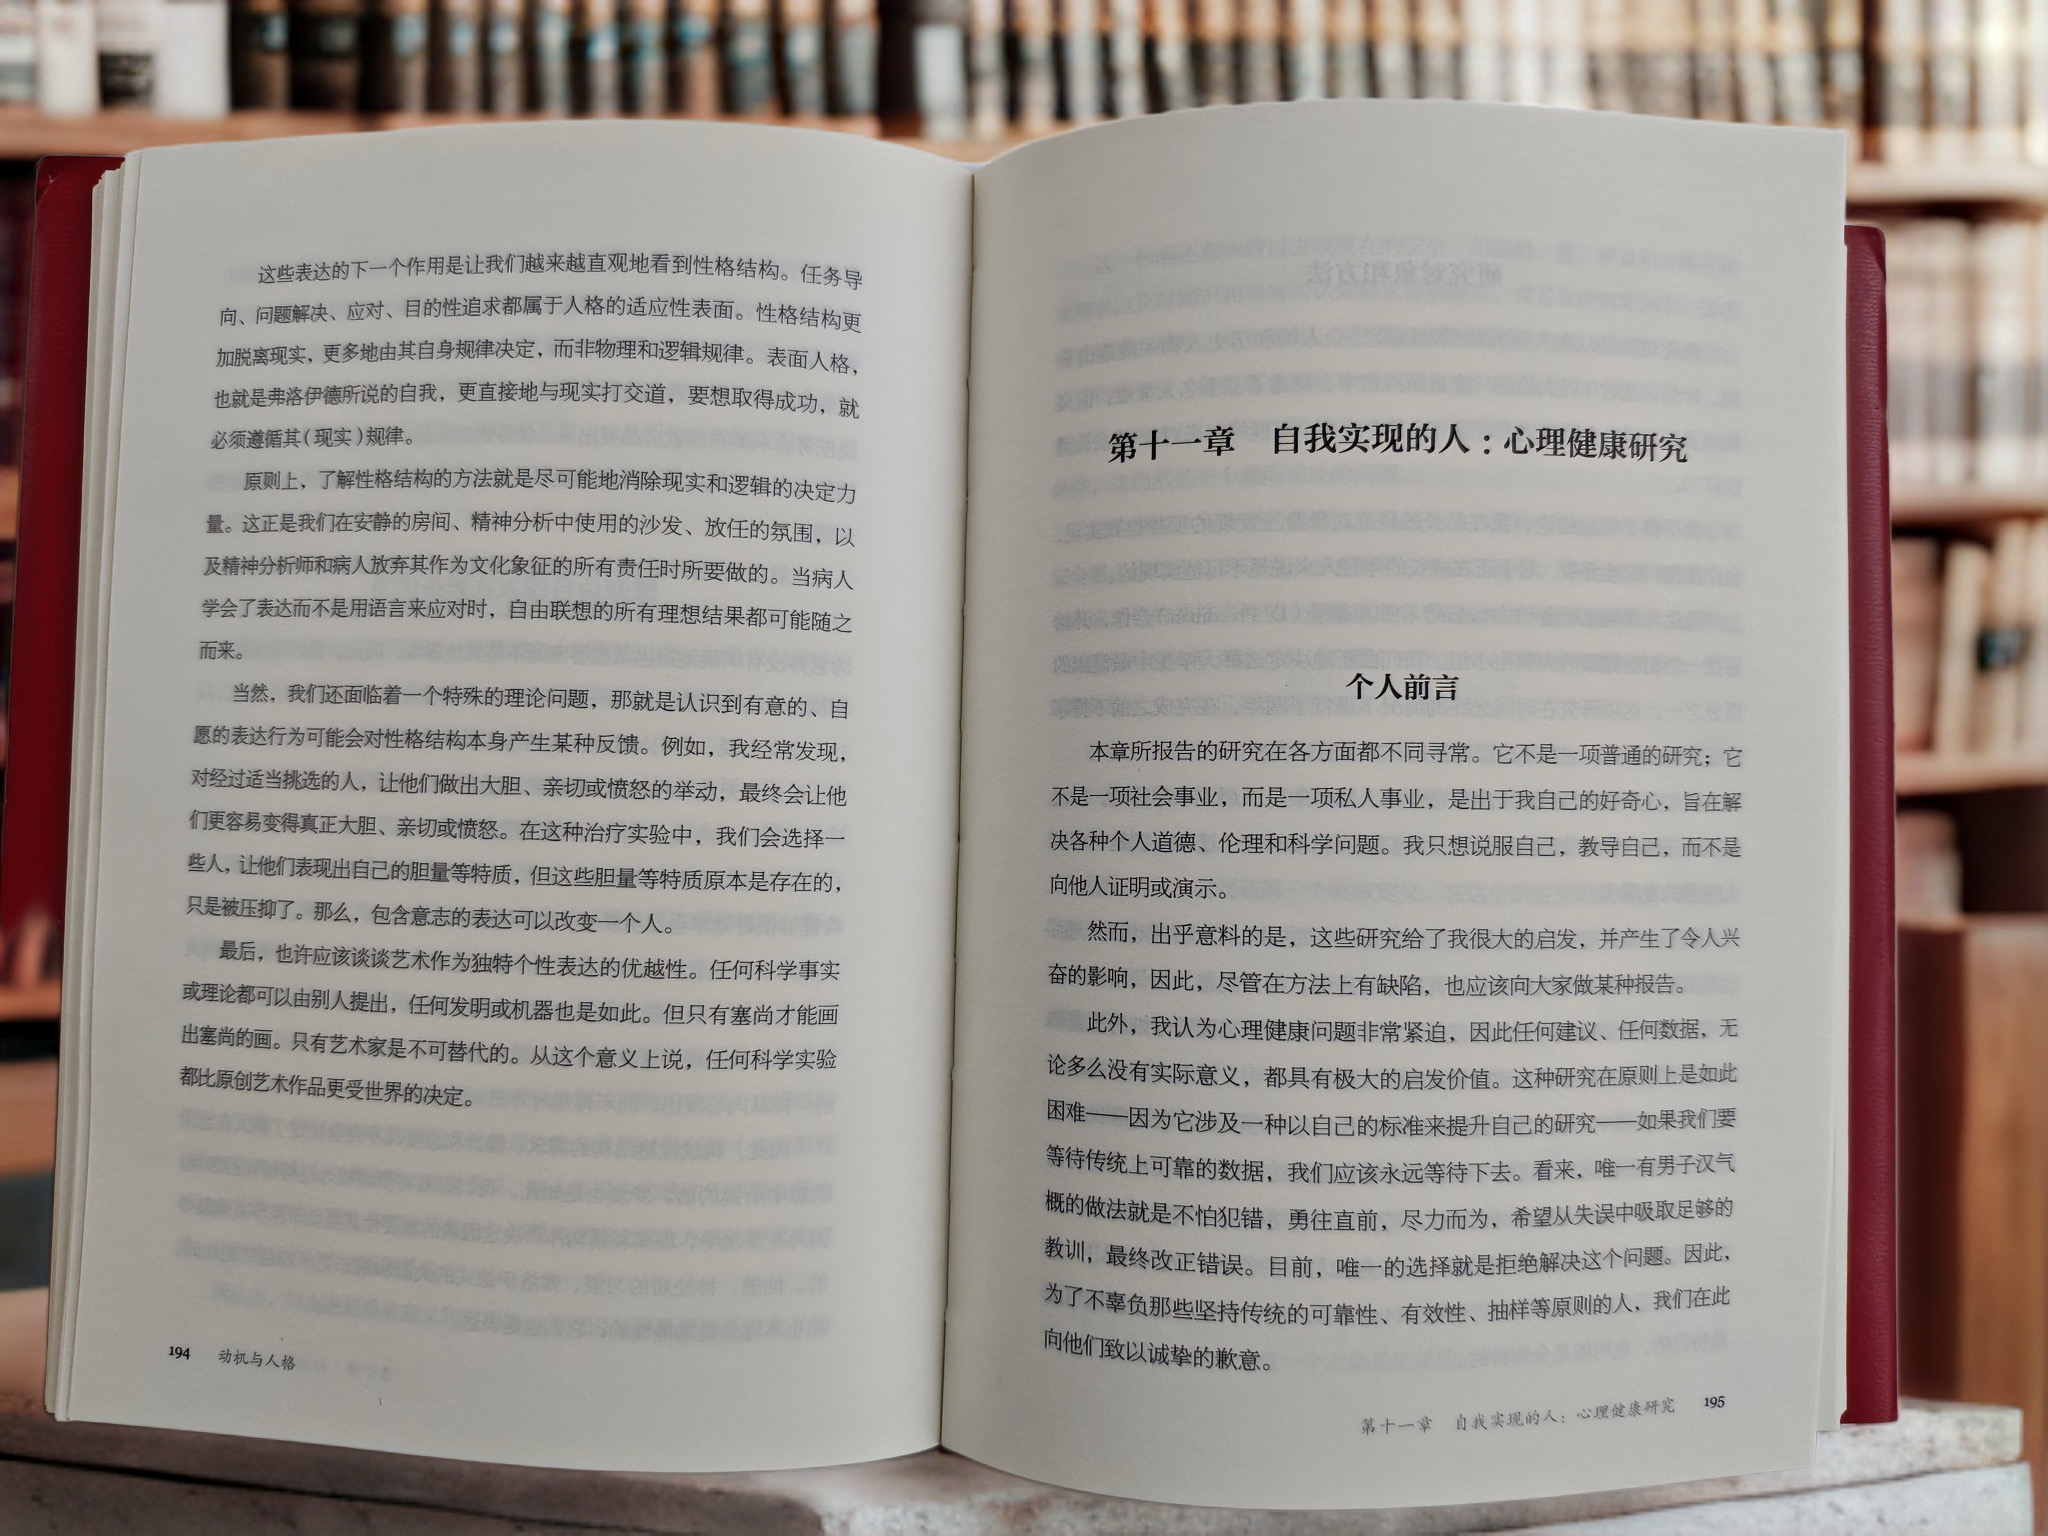 这些表达的下一个作用是让我们越来越直观地看到性格结构。任务导
向、问题解决、应对、目的性追求都属于人格的适应性表面。性格结构更
加脱离现实，更多地由其自身规律决定，而非物理和逻辑规律。表面人格，
也就是弗洛伊德所说的自我，更直接地与现实打交道，要想取得成功，就
必须遵循其（现实）规律。
原则上，了解性格结构的方法就是尽可能地消除现实和逻辑的决定力
量。这正是我们在安静的房间、精神分析中使用的沙发、放任的氛围，以
及精神分析师和病人放弃其作为文化象征的所有责任时所要做的。当病人
学会了表达而不是用语言来应对时，自由联想的所有理想结果都可能随之
而来。
当然，我们还面临着一个特殊的理论问题，那就是认识到有意的、自
愿的表达行为可能会对性格结构本身产生某种反馈。例如，我经常发现，
对经过适当挑选的人，让他们做出大胆、亲切或愤怒的举动，最终会让他
们更容易变得真正大胆、亲切或愤怒。在这种治疗实验中，我们会选择一
些人，让他们表现出自己的胆量等特质，但这些胆量等特质原本是存在的，
只是被压抑了。那么，包含意志的表达可以改变一个人。
最后，也许应该谈谈艺术作为独特个性表达的优越性。任何科学事实
或理论都可以由别人提出，任何发明或机器也是如此。但只有塞尚才能画
出塞尚的画。只有艺术家是不可替代的。从这个意义上说，任何科学实验
都比原创艺术作品更受世界的决定。
194 动机与人格
第十一章 自我实现的人：心理健康研究
个人前言
本章所报告的研究在各方面都不同寻常。它不是一项普通的研究；它
不是一项社会事业，而是一项私人事业，是出于我自己的好奇心，旨在解
决各种个人道德、伦理和科学问题。我只想说服自己，教导自己，而不是
向他人证明或演示。
然而，出乎意料的是，这些研究给了我很大的启发，并产生了令人兴
奋的影响，因此，尽管在方法上有缺陷，也应该向大家做某种报告。
此外，我认为心理健康问题非常紧迫，因此任何建议、任何数据，无
论多么没有实际意义，都具有极大的启发价值。这种研究在原则上是如此
困难——因为它涉及一种以自己的标准来提升自己的研究——如果我们要
等待传统上可靠的数据，我们应该永远等待下去。看来，唯一有男子汉气
概的做法就是不怕犯错，勇往直前，尽力而为，希望从失误中吸取足够的
教训，最终改正错误。目前，唯一的选择就是拒绝解决这个问题。因此，
为了不辜负那些坚持传统的可靠性、有效性、抽样等原则的人，我们在此
向他们致以诚挚的歉意。
第十一章 自我实现的人：心理健康研究 195